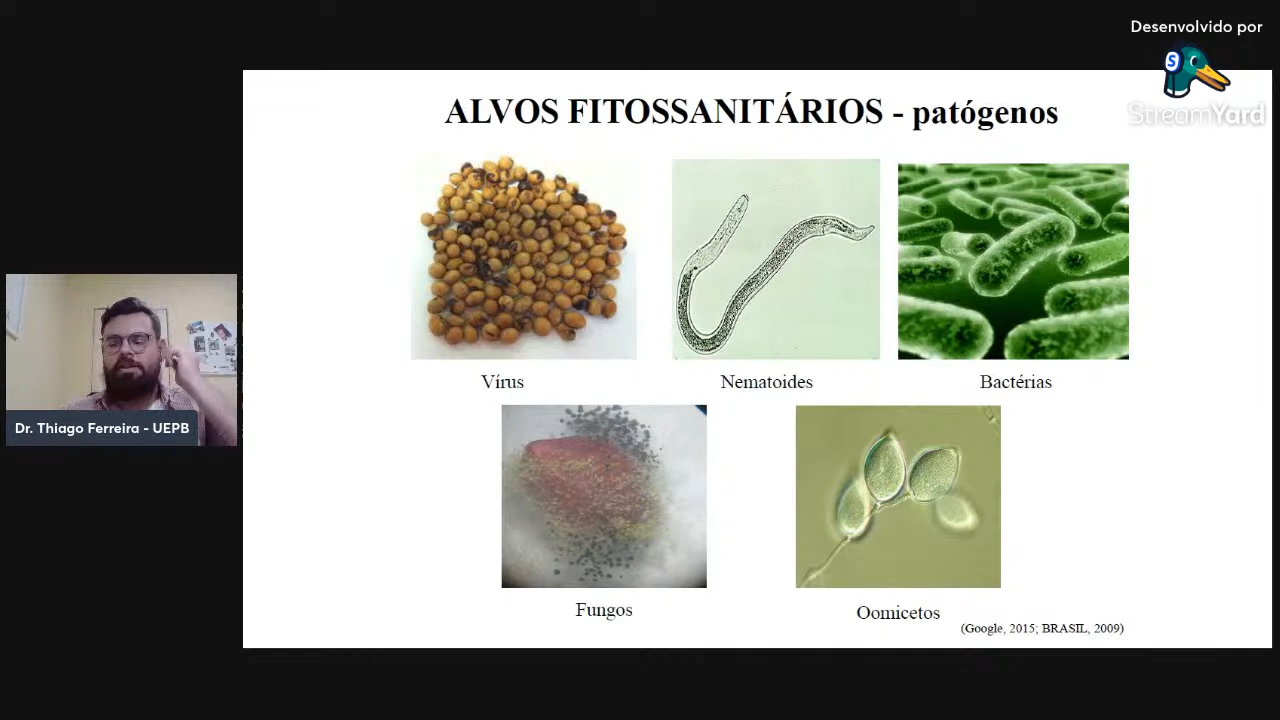 Desenvolvido por
S
StreamYard
ALVOS FITOSSANITÁRIOS - patógenos
Vírus
Nematoides
Bactérias
Dr. Thiago Ferreira - UEPB
Fungos
Oomicetos
(Google, 2015; BRASIL, 2009)